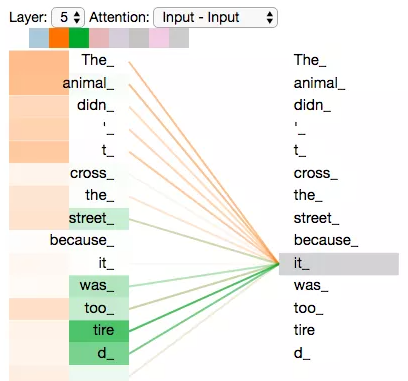 Layer: 5 Attention: Input - Input
The_ The_
animal_ animal_
didn_ didn_
'_ '_
t_ t_
cross_ cross_
the_ the_
street_ street_
because_ because_
it_ it_
was_ was_
too_ too_
tire tire
d_ d_